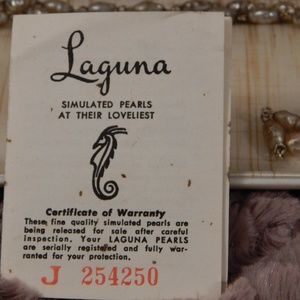 Laguna
SIMULATED PEARLS
AT THEIR LOVELIEST
Certificate of Warranty
These fine quality simulated pearls are
being released for sale after careful
inspection. Your LAGUNA PEARLS
are serially registered and fully war-
ranted for your protection.
J 254250